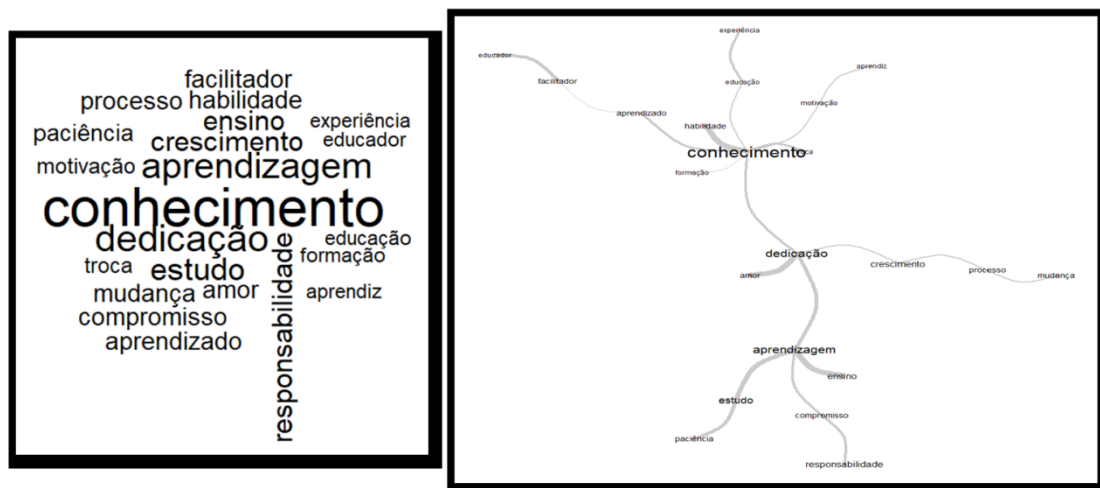 facilitador
processo habilidade
ensino experiência
paciência crescimento educador
motivação aprendizagem
conhecimento
dedicação educação
troca estudo formação
mudança amor aprendiz
compromisso
aprendizado
responsabilidade
experiência
educador
aprendiz
facilitador educação
motivação
aprendizado
habilidade
conhecimento
formação
dedicação
crescimento
amor processo mudança
aprendizagem
ensino
estudo
compromisso
paciência
responsabilidade